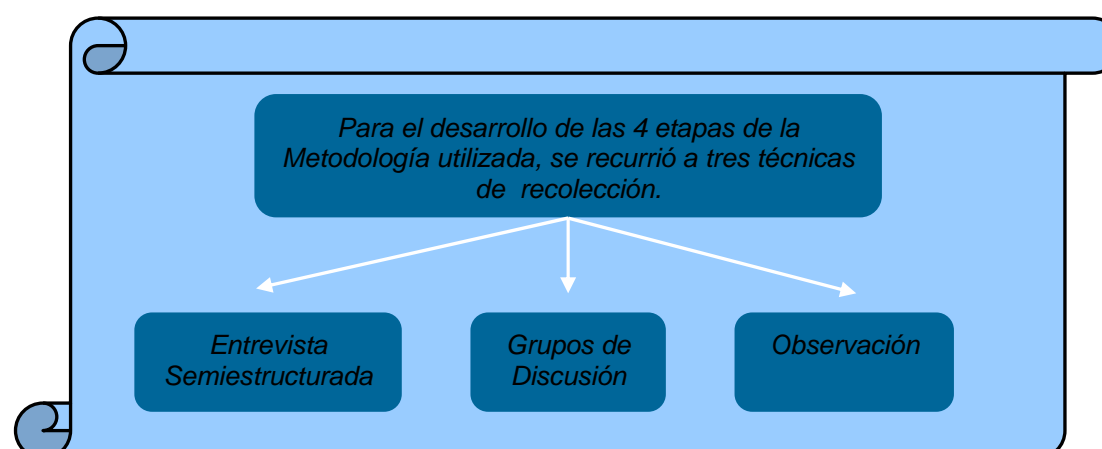 Para el desarrollo de las 4 etapas de la
Metodología utilizada, se recurrió a tres técnicas
de recolección.
Entrevista
Semiestructurada
Grupos de
Discusión
Observación